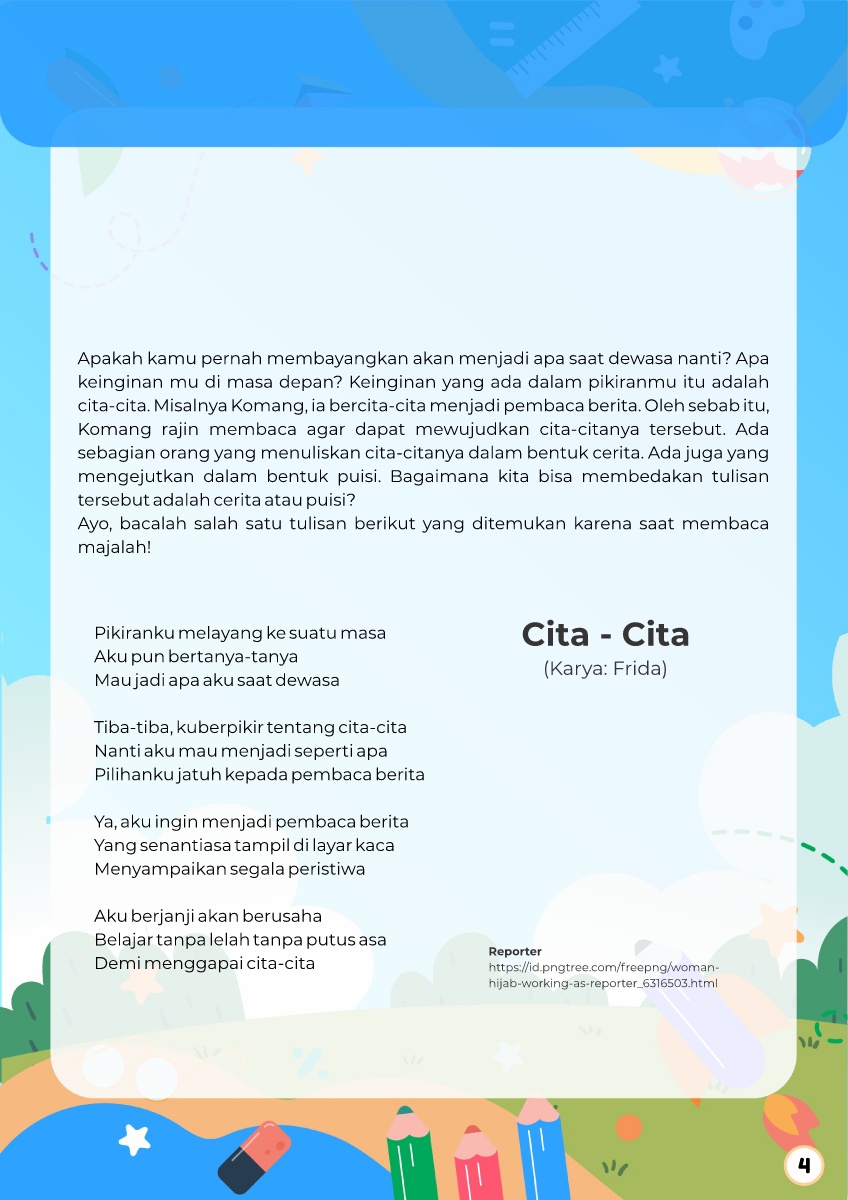 Apakah kamu pernah membayangkan akan menjadi apa saat dewasa nanti? Apa
keinginan mu di masa depan? Keinginan yang ada dalam pikiranmu itu adalah
cita-cita. Misalnya Komang, ia bercita-cita menjadi pembaca berita. Oleh sebab itu,
Komang rajin membaca agar dapat mewujudkan cita-citanya tersebut. Ada
sebagian orang yang menuliskan cita-citanya dalam bentuk cerita. Ada juga yang
mengejutkan dalam bentuk puisi. Bagaimana kita bisa membedakan tulisan
tersebut adalah cerita atau puisi?
Ayo, bacalah salah satu tulisan berikut yang ditemukan karena saat membaca
majalah!
Cita - Cita
(Karya: Frida)
Pikiranku melayang ke suatu masa
Aku pun bertanya-tanya
Mau jadi apa aku saat dewasa
Tiba-tiba, kuberpikir tentang cita-cita
Nanti aku mau menjadi seperti apa
Pilihanku jatuh kepada pembaca berita
Ya, aku ingin menjadi pembaca berita
Yang senantiasa tampil di layar kaca
Menyampaikan segala peristiwa
Aku berjanji akan berusaha
Belajar tanpa lelah tanpa putus asa
Demi menggapai cita-cita
Reporter
https://id.pngtree.com/freepng/woman-
hijab-working-as-reporter_6316503.html
4